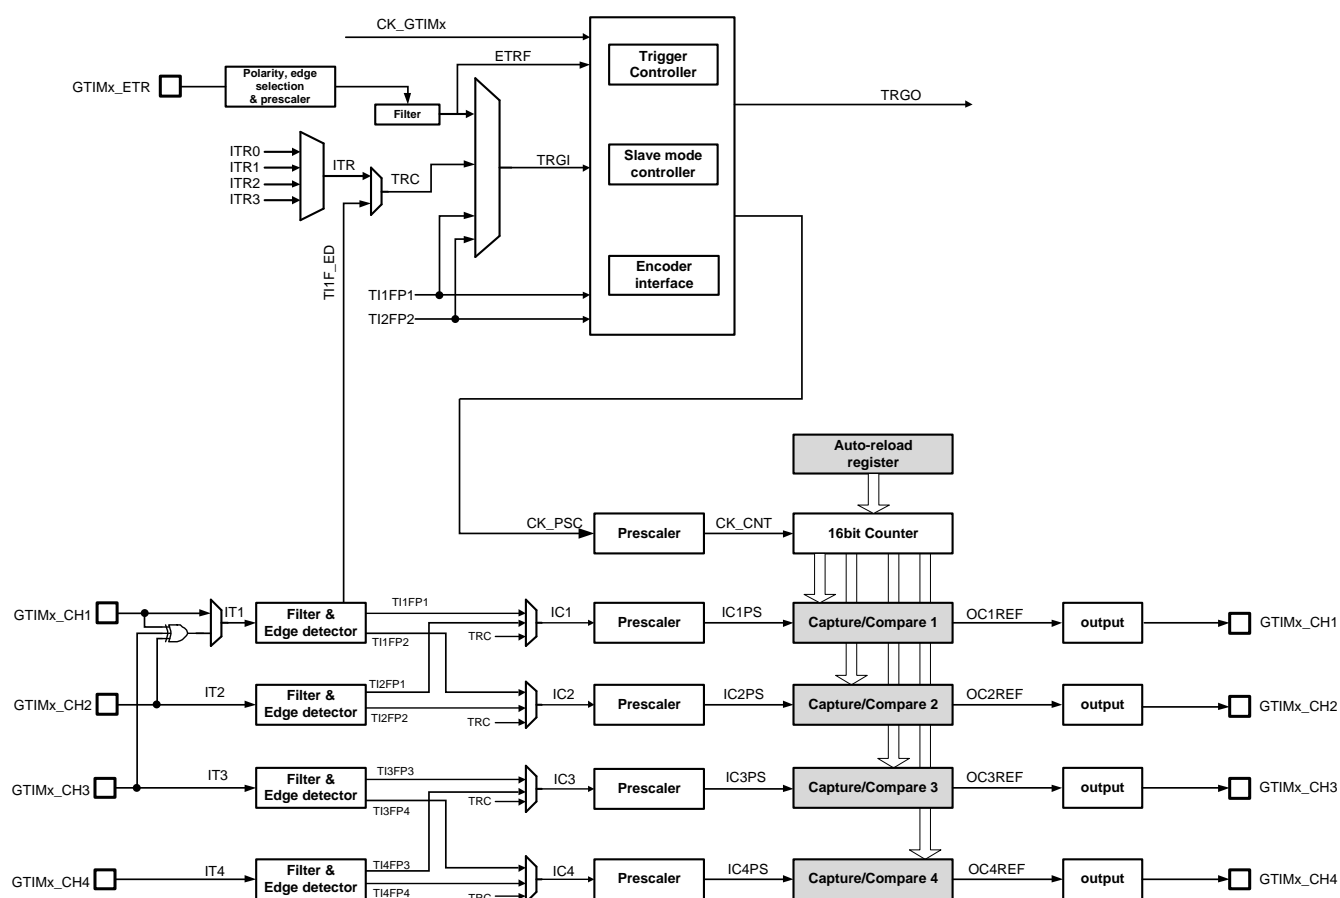 CK_GTIMx
ETRF
GTIMx_ETR
Polarity, edge
selection
& prescaler
Filter
Trigger
Controller
TRGO
ITR0
ITR1
ITR2
ITR3
ITR
TRC
TRGI
Slave mode
controller
TI1F_ED
Encoder
interface
TI1FP1
TI2FP2
Auto-reload
register
CK_PSC
Prescaler
CK_CNT
16bit Counter
GTIMx_CH1
IT1
Filter &
Edge detector
TI1FP1
TI1FP2
TRC
IC1
Prescaler
IC1PS
Capture/Compare 1
OC1REF
output
GTIMx_CH1
GTIMx_CH2
IT2
Filter &
Edge detector
TI2FP1
TI2FP2
TRC
IC2
Prescaler
IC2PS
Capture/Compare 2
OC2REF
output
GTIMx_CH2
GTIMx_CH3
IT3
Filter &
Edge detector
TI3FP3
TI3FP4
TRC
IC3
Prescaler
IC3PS
Capture/Compare 3
OC3REF
output
GTIMx_CH3
GTIMx_CH4
IT4
Filter &
Edge detector
TI4FP3
TI4FP4
TRC
IC4
Prescaler
IC4PS
Capture/Compare 4
OC4REF
output
GTIMx_CH4